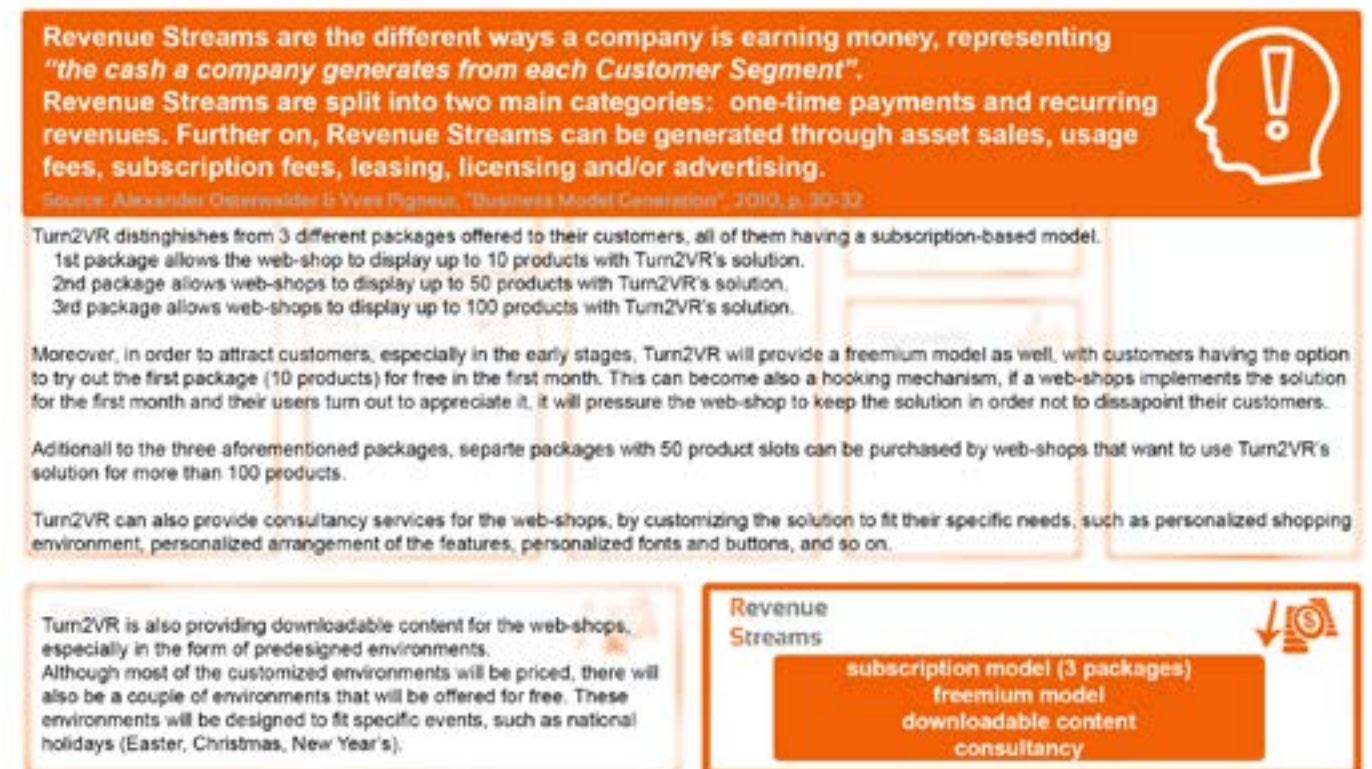 Revenue Streams are the different ways a company is earning money, representing
"the cash a company generates from each Customer Segment".
Revenue Streams are split into two main categories:  one-time payments and recurring
revenues. Further on, Revenue Streams can be generated through asset sales, usage
fees, subscription fees, leasing, licensing and/or advertising.
Source: Alexander Osterwalder & Yves Pigneur, "Business Model Generation", 2010, p. 30-32
Turn2VR distinghishes from 3 different packages offered to their customers, all of them having a subscription-based model.
1st package allows the web-shop to display up to 10 products with Turn2VR's solution.
2nd package allows web-shops to display up to 50 products with Turn2VR's solution.
3rd package allows web-shops to display up to 100 products with Turn2VR's solution.
Moreover, in order to attract customers, especially in the early stages, Turn2VR will provide a freemium model as well, with customers having the option
to try out the first package (10 products) for free in the first month. This can become also a hooking mechanism, if a web-shops implements the solution
for the first month and their users turn out to appreciate it, it will pressure the web-shop to keep the solution in order not to dissapoint their customers.
Aditionall to the three aforementioned packages, separte packages with 50 product slots can be purchased by web-shops that want to use Turn2VR's
solution for more than 100 products.
Turn2VR can also provide consultancy services for the web-shops, by customizing the solution to fit their specific needs, such as personalized shopping
environment, personalized arrangement of the features, personalized fonts and buttons, and so on.
Turn2VR is also providing downloadable content for the web-shops,
especially in the form of predesigned environments.
Although most of the customized environments will be priced, there will
also be a couple of environments that will be offered for free. These
environments will be designed to fit specific events, such as national
holidays (Easter, Christmas, New Year's).
Revenue
Streams
subscription model (3 packages)
freemium model
downloadable content
consultancy